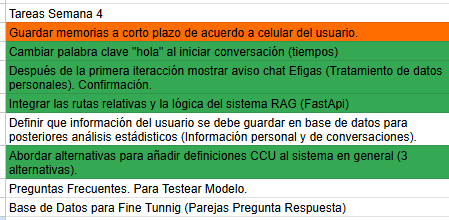 Tareas Semana 4
Guardar memorias a corto plazo de acuerdo a celular del usuario.
Cambiar palabra clave "hola" al iniciar conversación (tiempos)
Después de la primera iteracción mostrar aviso chat Efigas (Tratamiento de datos
personales). Confirmación.
Integrar las rutas relativas y la lógica del sistema RAG (FastApi)
Definir que información del usuario se debe guardar en base de datos para
posteriores análisis éstádisticos (Información personal y de conversaciones).
Abordar alternativas para añadir definiciones CCU al sistema en general (3
alternativas).
Preguntas Frecuentes. Para Testear Modelo.
Base de Datos para Fine Tunnig (Parejas Pregunta Respuesta)